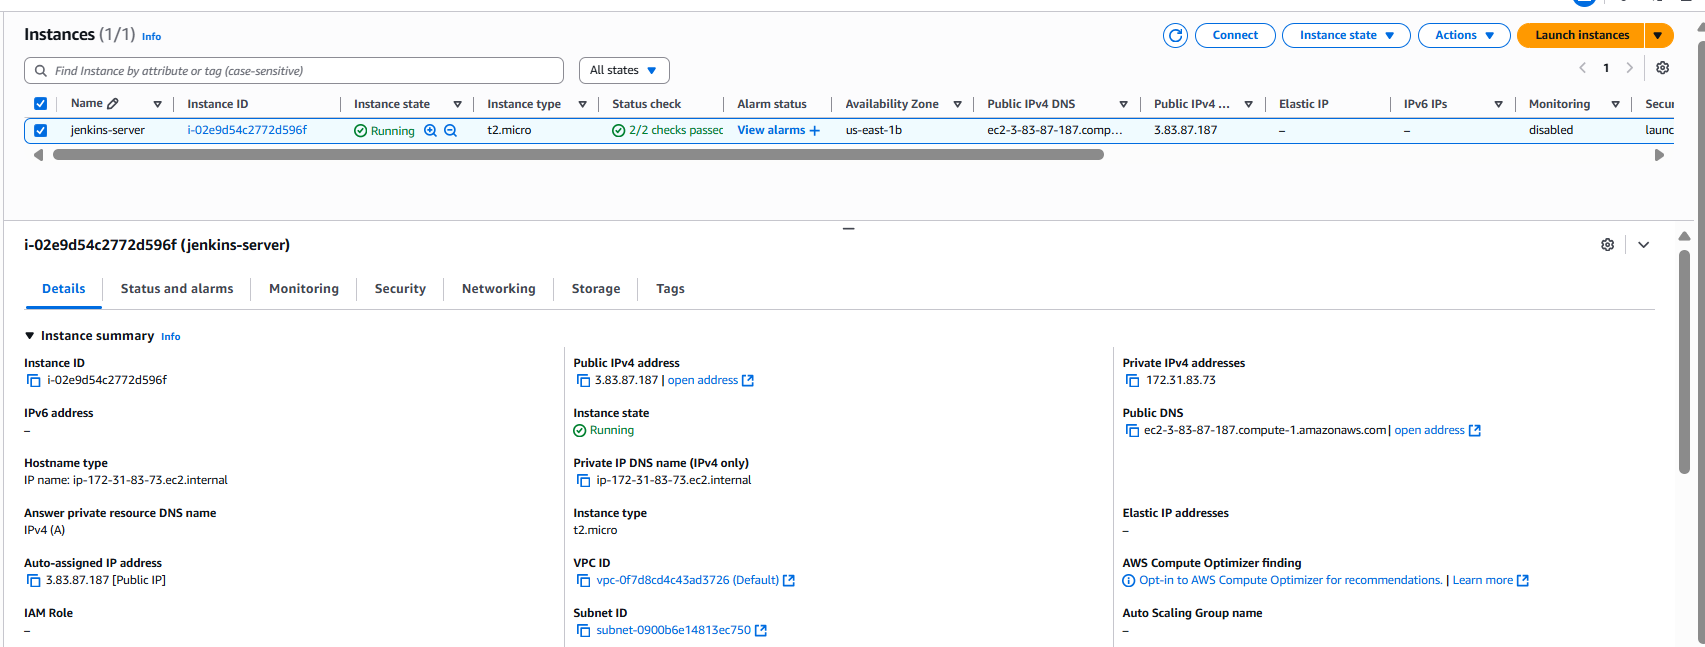 Instances (1/1) Info
Connect Instance state Actions Launch instances
Find Instance by attribute or tag (case-sensitive) All states 1
Name Instance ID Instance state Instance type Status check Alarm status Availability Zone Public IPv4 DNS Public IPv4 ... Elastic IP IPv6 IPs Monitoring Secur
jenkins-server i-02e9d54c2772d596f Running t2.micro 2/2 checks passec View alarms + us-east-1b ec2-3-83-87-187.comp... 3.83.87.187 – – disabled launc
i-02e9d54c2772d596f (jenkins-server)
Details Status and alarms Monitoring Security Networking Storage Tags
Instance summary Info
Instance ID Public IPv4 address Private IPv4 addresses
i-02e9d54c2772d596f 3.83.87.187 | open address 172.31.83.73
IPv6 address Instance state Public DNS
– Running ec2-3-83-87-187.compute-1.amazonaws.com | open address
Hostname type Private IP DNS name (IPv4 only)
IP name: ip-172-31-83-73.ec2.internal ip-172-31-83-73.ec2.internal
Answer private resource DNS name Instance type Elastic IP addresses
IPv4 (A) t2.micro –
Auto-assigned IP address VPC ID AWS Compute Optimizer finding
3.83.87.187 [Public IP] vpc-0f7d8cd4c43ad3726 (Default) Opt-in to AWS Compute Optimizer for recommendations. | Learn more
IAM Role Subnet ID Auto Scaling Group name
– subnet-0900b6e14813ec750 –